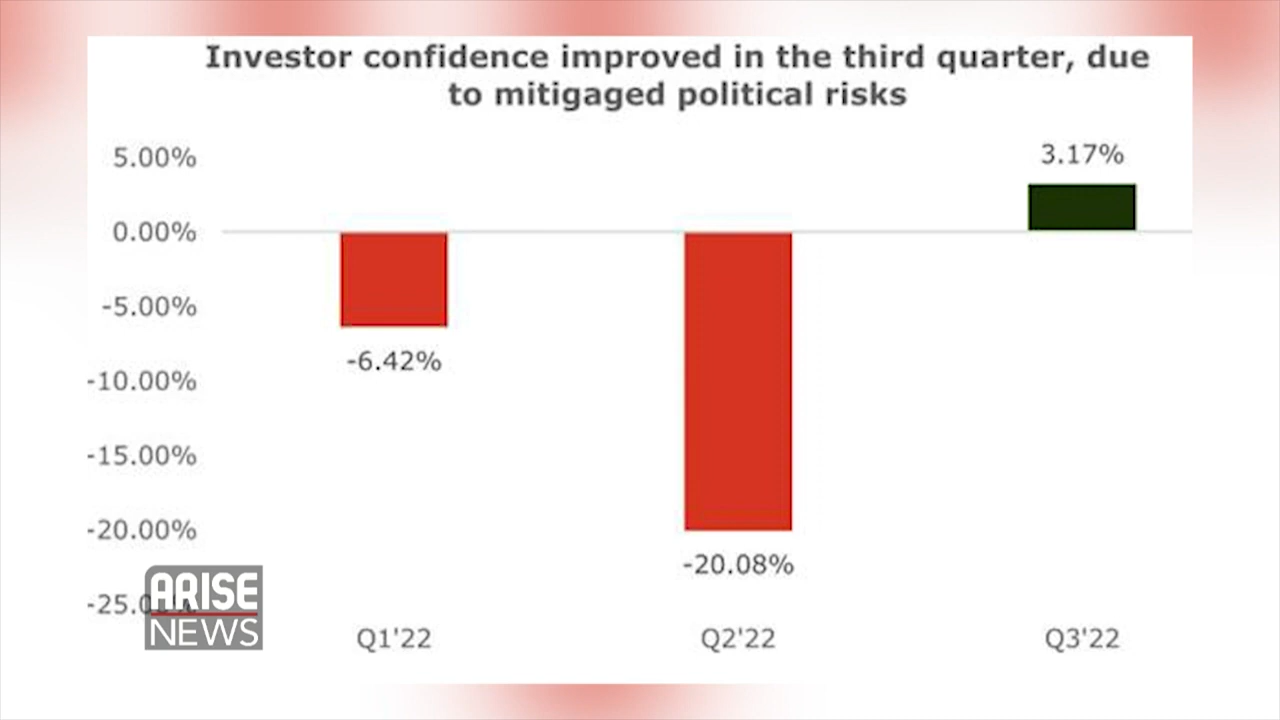 Investor confidence improved in the third quarter, due
to mitigaged political risks
5.00%
3.17%
0.00%
-5.00%
-6.42%
-10.00%
-15.00%
-20.00%
-20.08%
ARISE
NEWS
Q1'22
Q2'22
Q3'22